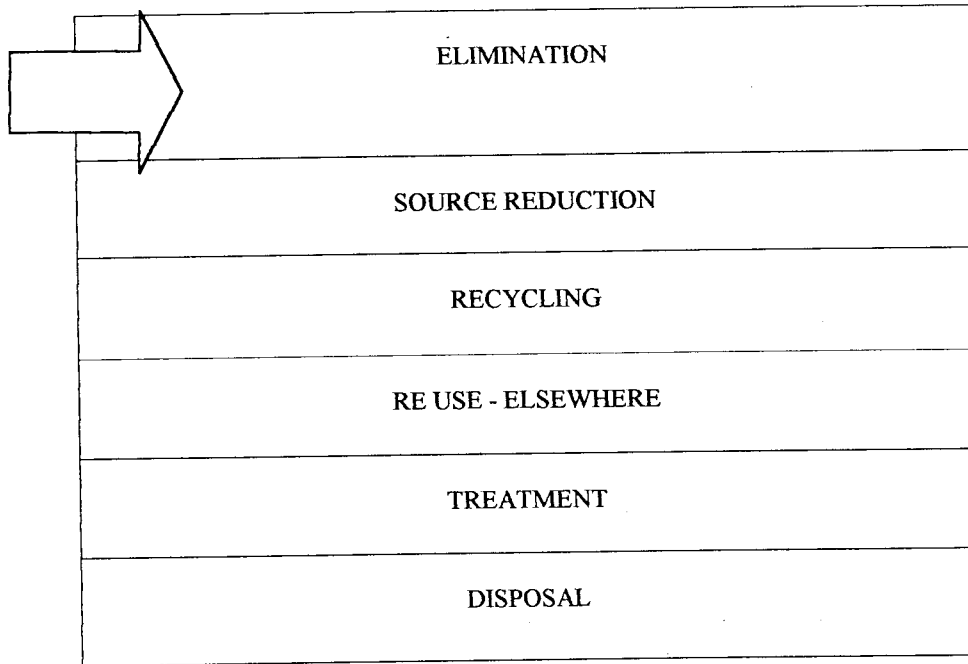 ELIMINATION
SOURCE REDUCTION
RECYCLING
RE USE - ELSEWHERE
TREATMENT
DISPOSAL